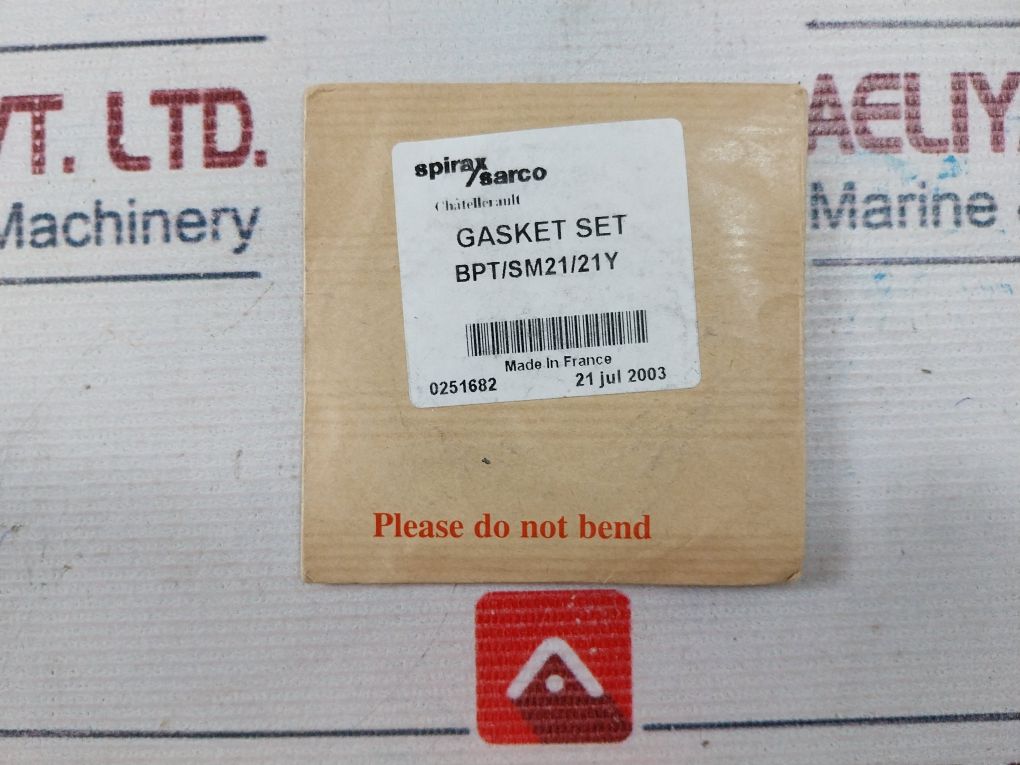 VT. LTD.
Machinery
AELIYA
Marine &
spirax
sarco
Châtellerault
GASKET SET
BPT/SM21/21Y
Made In France
0251682 21 jul 2003
Please do not bend